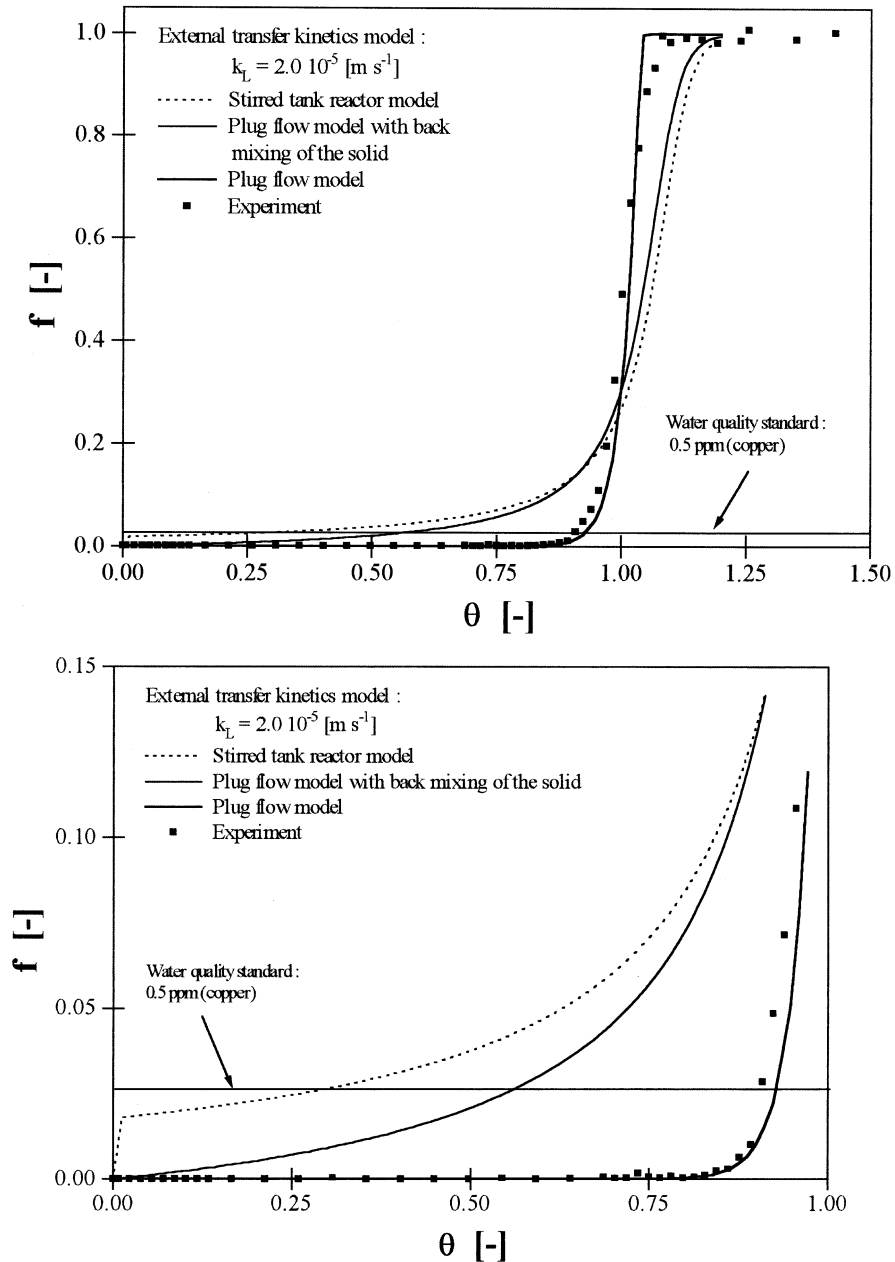 External transfer kinetics model :
k_L = 2.0 10^-5 [m s^-1]
Stirred tank reactor model
Plug flow model with back
mixing of the solid
Plug flow model
Experiment
Water quality standard :
0.5 ppm (copper)
1.0
0.8
0.6
0.4
0.2
0.0
f [-]
0.00 0.25 0.50 0.75 1.00 1.25 1.50
θ [-]
External transfer kinetics model :
k_L = 2.0 10^-5 [m s^-1]
Stirred tank reactor model
Plug flow model with back mixing of the solid
Plug flow model
Experiment
Water quality standard :
0.5 ppm (copper)
0.15
0.10
0.05
0.00
f [-]
0.00 0.25 0.50 0.75 1.00
θ [-]